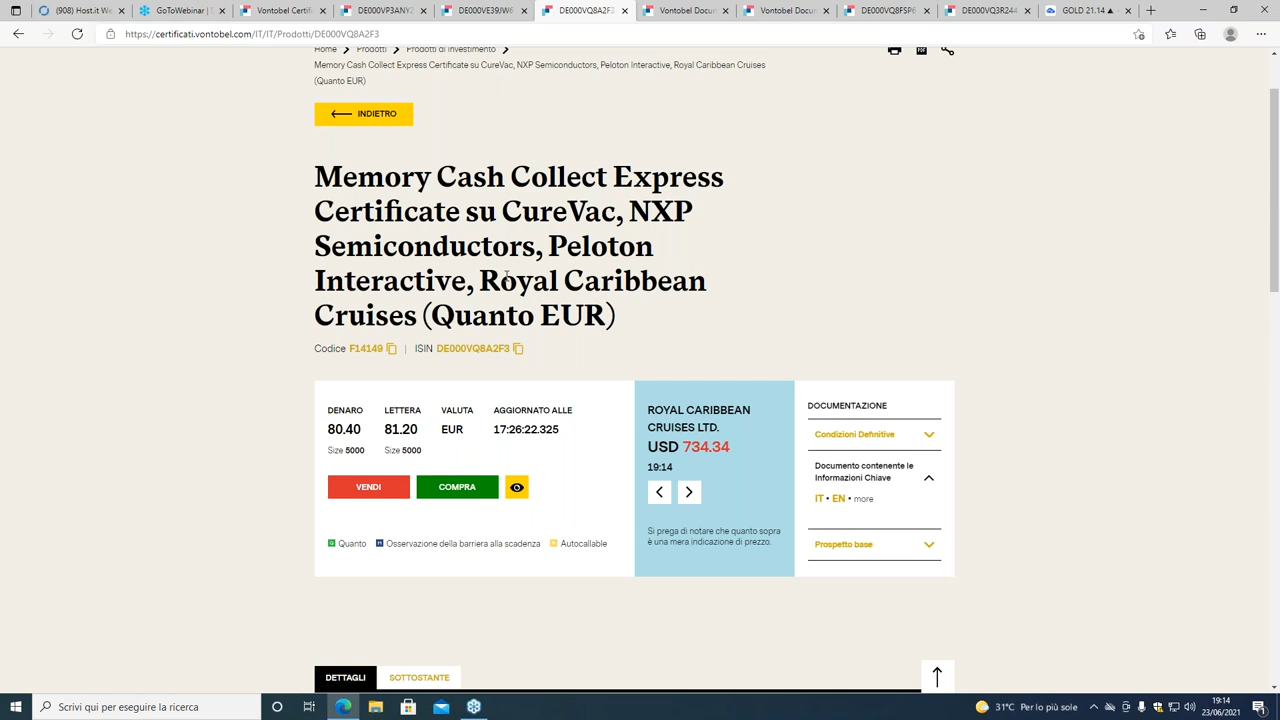 (908) Host.it We
GoToWebinar |
Vontobel Certifi
DE000VP3ANY2
DE000VE39JW6
DE000VQ8A2F3
Vontobel Docum
Vontobel Docum
DE000VQ8FSP6
DE000VQ3R244
GOLD 21.14 ▲
https://certificati.vontobel.com/IT/IT/Prodotti/DE000VQ8A2F3
Home Prodotti Prodotti di investimento
Memory Cash Collect Express Certificate su CureVac, NXP Semiconductors, Peloton Interactive, Royal Caribbean Cruises
(Quanto EUR)
INDIETRO
Memory Cash Collect Express
Certificate su CureVac, NXP
Semiconductors, Peloton
Interactive, Royal Caribbean
Cruises (Quanto EUR)
Codice F14149 | ISIN DE000VQ8A2F3
DENARO LETTERA VALUTA AGGIORNATO ALLE
80.40 81.20 EUR 17:26:22.325
Size 5000 Size 5000
VENDI COMPRA
Quanto H Osservazione della barriera alla scadenza Autocallable
ROYAL CARIBBEAN
CRUISES LTD.
USD 734.34
19:14
Si prega di notare che quanto sopra
è una mera indicazione di prezzo.
DOCUMENTAZIONE
Condizioni Definitive
Documento contenente le
Informazioni Chiave
IT • EN • more
Prospetto base
DETTAGLI SOTTOSTANTE
Scrivi qui per eseguire la ricerca
31°C Per lo più sole
19:14
23/06/2021